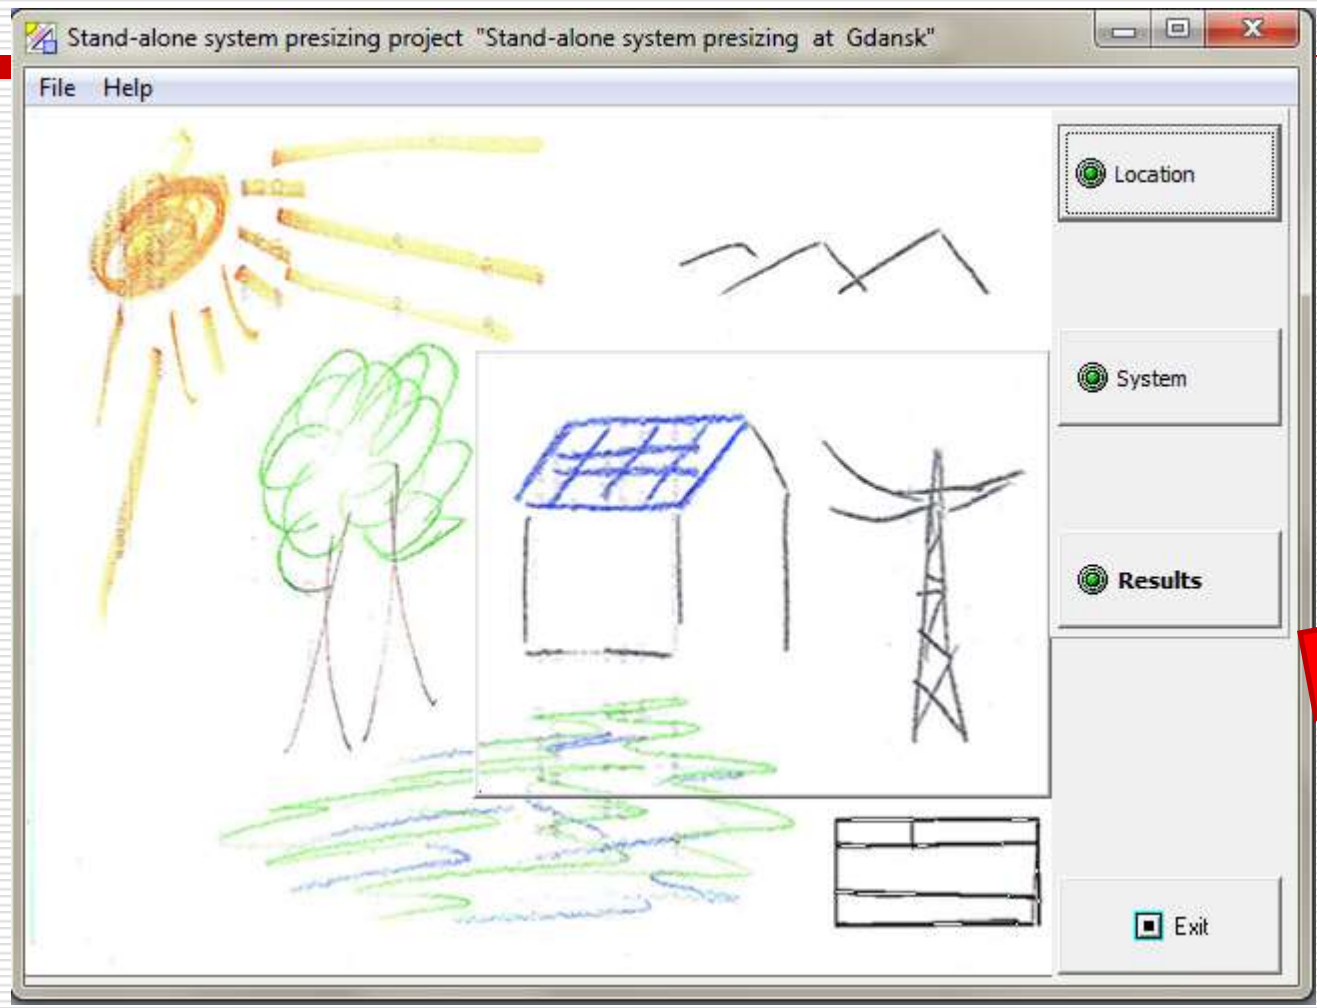 Stand-alone system presizing project "Stand-alone system presizing at Gdansk"
File Help
Location
System
Results
Exit